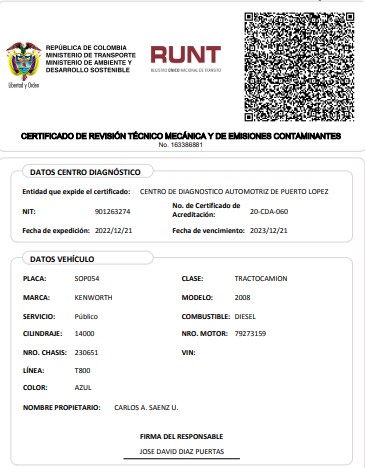 REPÚBLICA DE COLOMBIA
MINISTERIO DE TRANSPORTE
MINISTERIO DE AMBIENTE Y
DESARROLLO SOSTENIBLE
Libertad y Orden
RUNT
REGISTRO ÚNICO NACIONAL DE TRÁNSITO
CERTIFICADO DE REVISIÓN TÉCNICO MECÁNICA Y DE EMISIONES CONTAMINANTES
No. 163386881
DATOS CENTRO DIAGNÓSTICO
Entidad que expide el certificado: CENTRO DE DIAGNOSTICO AUTOMOTRIZ DE PUERTO LOPEZ
NIT: 901263274 No. de Certificado de Acreditación: 20-CDA-060
Fecha de expedición: 2022/12/21 Fecha de vencimiento: 2023/12/21
DATOS VEHÍCULO
PLACA: SOP054 CLASE: TRACTOCAMION
MARCA: KENWORTH MODELO: 2008
SERVICIO: Público COMBUSTIBLE: DIESEL
CILINDRAJE: 14000 NRO. MOTOR: 79273159
NRO. CHASIS: 230651 VIN:
LÍNEA: T800
COLOR: AZUL
NOMBRE PROPIETARIO: CARLOS A. SAENZ U.
FIRMA DEL RESPONSABLE
JOSE DAVID DIAZ PUERTAS